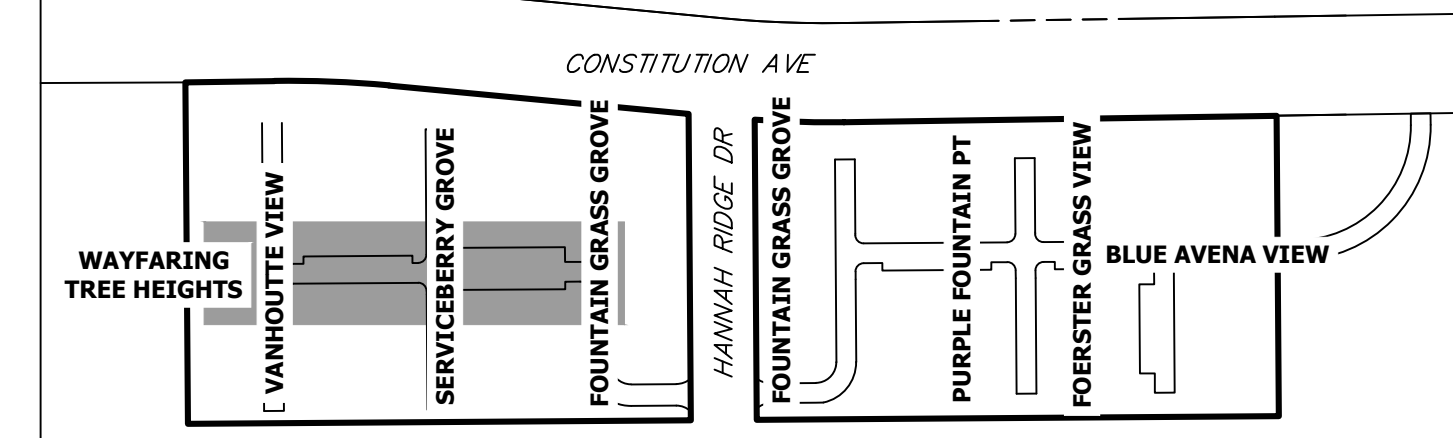 CONSTITUTION AVE
WAYFARING
TREE HEIGHTS
VANHOUTTE VIEW
SERVICEBERRY GROVE
FOUNTAIN GRASS GROVE
HANNAH RIDGE DR
FOUNTAIN GRASS GROVE
PURPLE FOUNTAIN PT
FOERSTER GRASS VIEW
BLUE AVENA VIEW